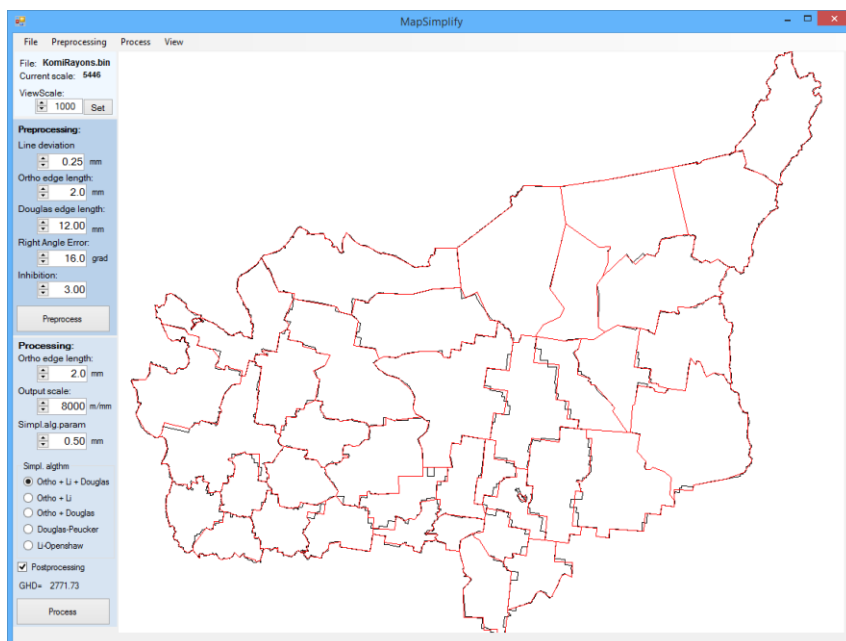 MapSimplify
File Preprocessing Process View
File: KomiRayons.bin
Current scale: 5446
ViewScale:
1000 Set
Preprocessing:
Line deviation
0.25 mm
Ortho edge length:
2.0 mm
Douglas edge length:
12.00 mm
Right Angle Error:
16.0 grad
Inhibition:
3.00
Preprocess
Processing:
Ortho edge length:
2.0 mm
Output scale:
8000 m/mm
Simpl.alg.param
0.50 mm
Simpl. algthm
Ortho + Li + Douglas
Ortho + Li
Ortho + Douglas
Douglas-Peucker
Li-Openshaw
Postprocessing
GHD= 2771.73
Process